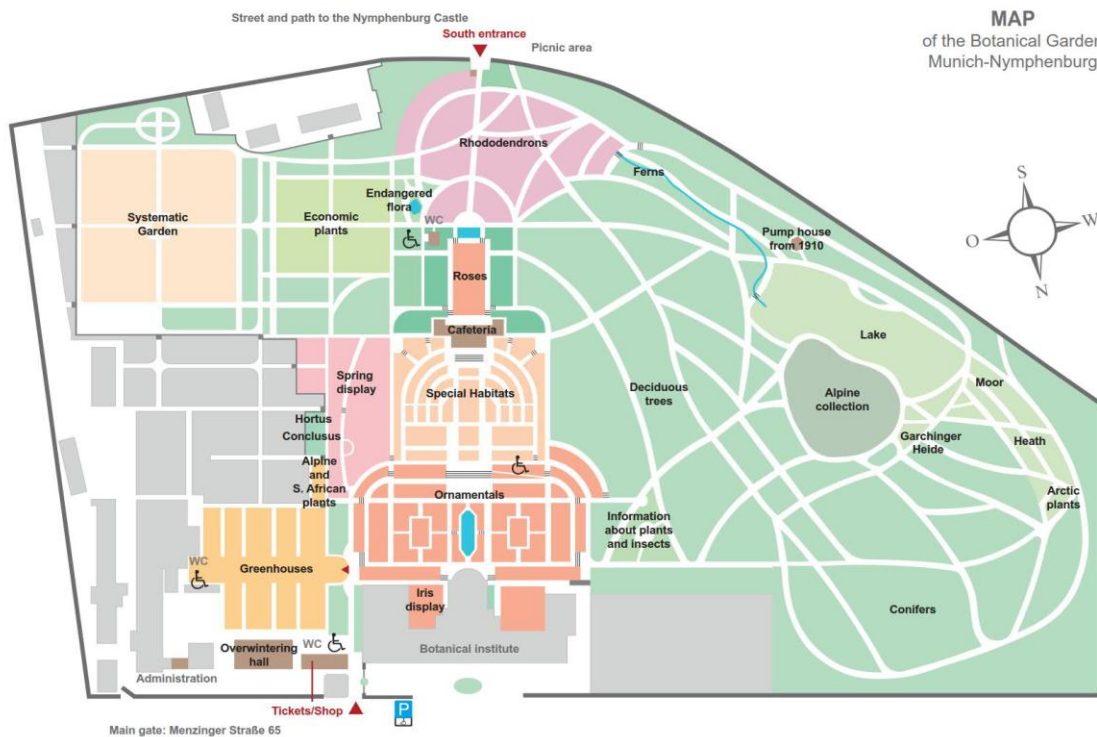 MAP
of the Botanical Garden
Munich-Nymphenburg
Street and path to the Nymphenburg Castle
South entrance
Picnic area
Rhododendrons
Ferns
S
W
O
N
Endangered
flora
WC
Systematic
Garden
Economic
plants
Pump house
from 1910
Roses
Cafeteria
Lake
Spring
display
Special Habitats
Deciduous
trees
Alpine
collection
Moor
Hortus
Conclusus
Garchinger
Heide
Heath
Alpine
and
S. African
plants
Ornamentals
Arctic
plants
Information
about plants
and insects
WC
Greenhouses
Iris
display
Conifers
Overwintering
hall
WC
Botanical institute
Administration
Tickets/Shop
P
Main gate: Menzinger Straße 65